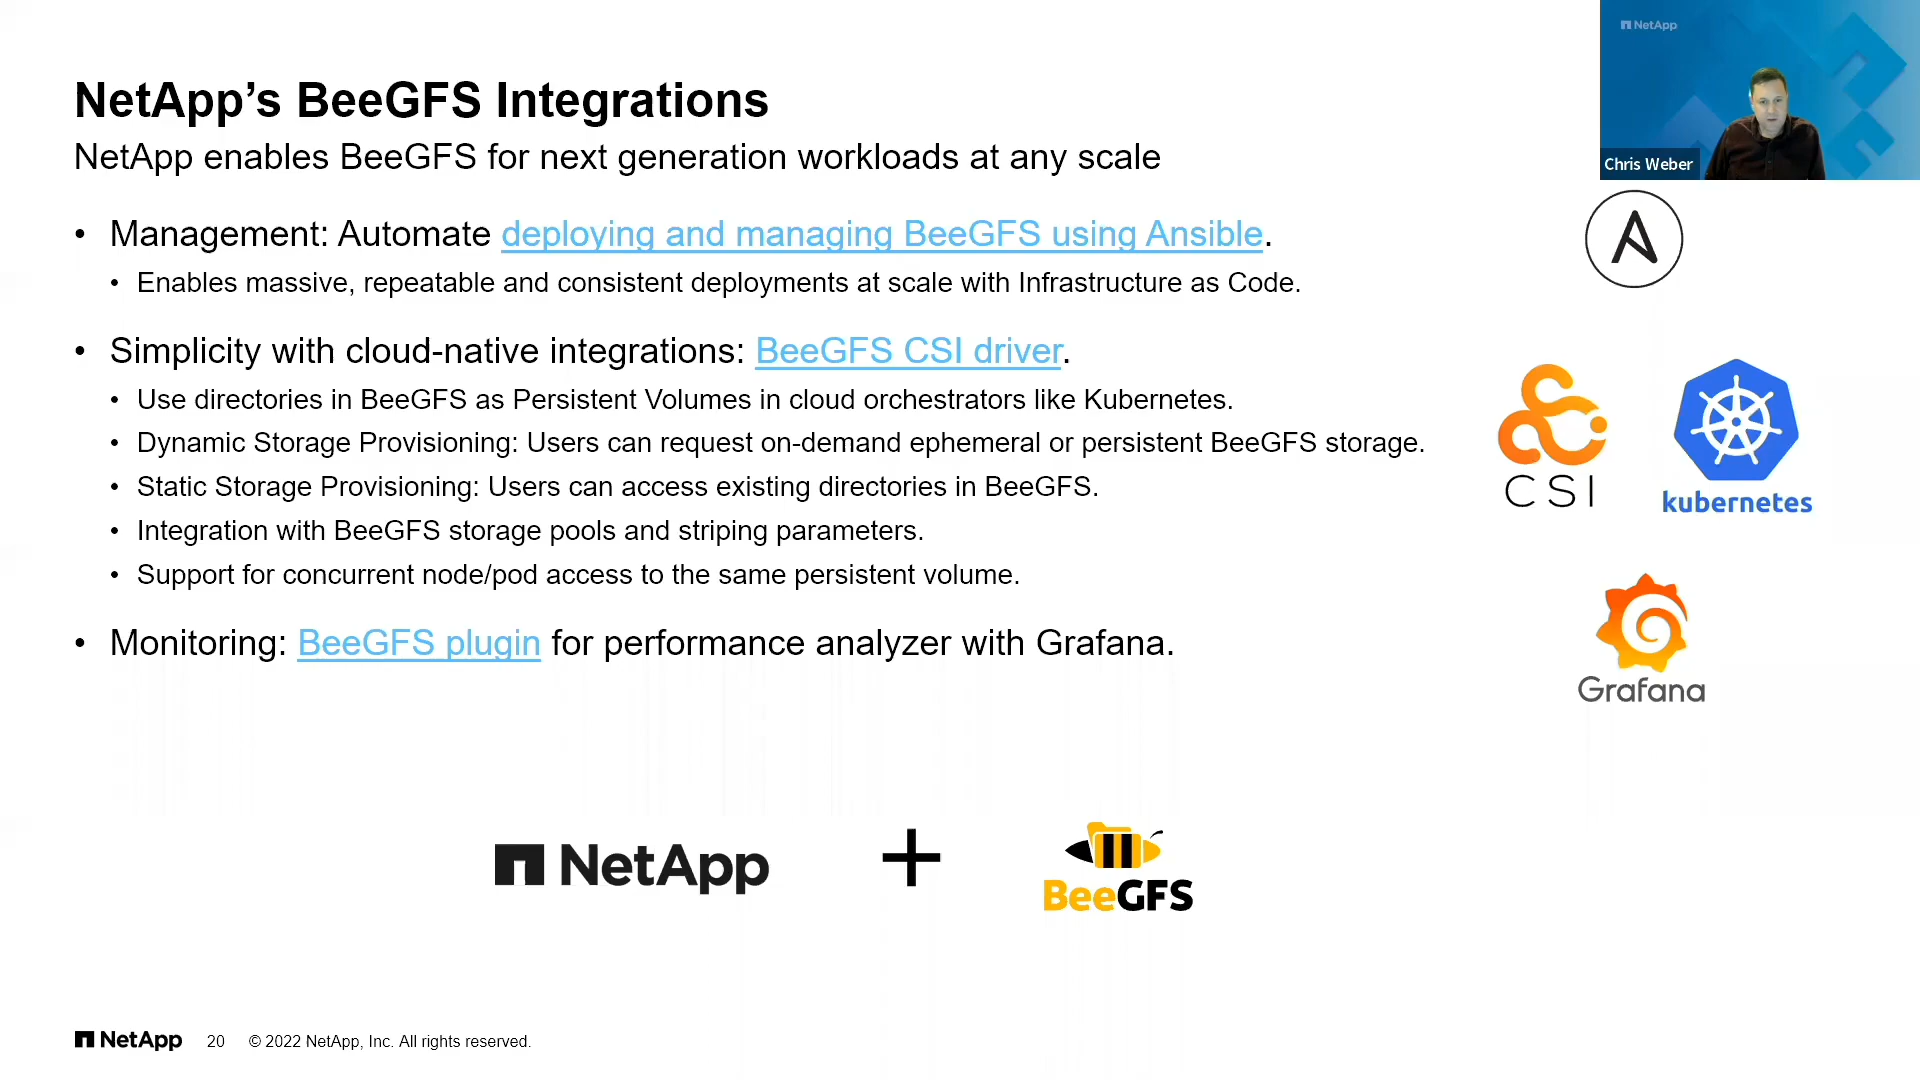 NetApp
NetApp's BeeGFS Integrations
NetApp enables BeeGFS for next generation workloads at any scale
Chris Weber
• Management: Automate deploying and managing BeeGFS using Ansible.
• Enables massive, repeatable and consistent deployments at scale with Infrastructure as Code.
• Simplicity with cloud-native integrations: BeeGFS CSI driver.
• Use directories in BeeGFS as Persistent Volumes in cloud orchestrators like Kubernetes.
• Dynamic Storage Provisioning: Users can request on-demand ephemeral or persistent BeeGFS storage.
• Static Storage Provisioning: Users can access existing directories in BeeGFS.
• Integration with BeeGFS storage pools and striping parameters.
• Support for concurrent node/pod access to the same persistent volume.
CSI
kubernetes
• Monitoring: BeeGFS plugin for performance analyzer with Grafana.
Grafana
NetApp + BeeGFS
NetApp 20 © 2022 NetApp, Inc. All rights reserved.